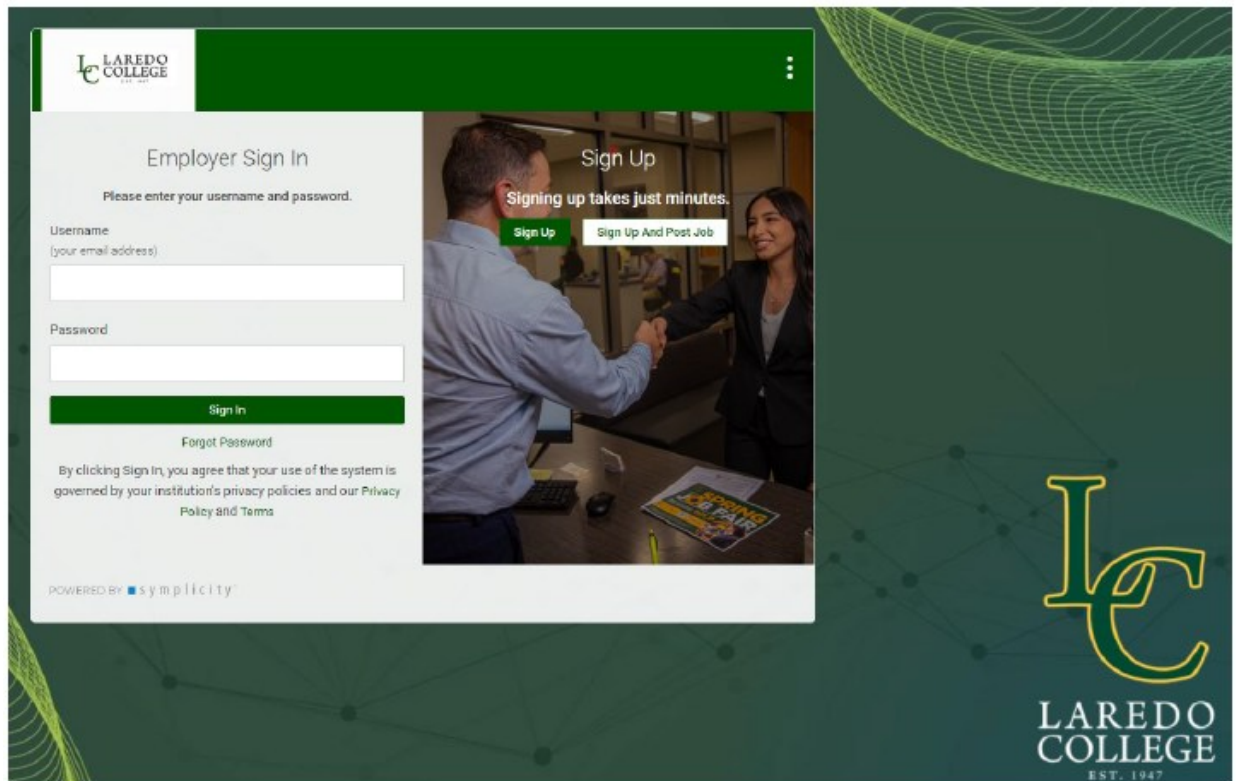 LC LAREDO
COLLEGE
Employer Sign In
Please enter your username and password.
Username
(your email address)
Password
Sign In
Forgot Password
By clicking Sign In, you agree that your use of the system is
governed by your institution's privacy policies and our Privacy
Policy and Terms
POWERED BY symplicity
Sign Up
Signing up takes just minutes.
Sign Up
Sign Up And Post Job
SPRING
JOB FAIR
LC
LAREDO
COLLEGE
EST. 1947